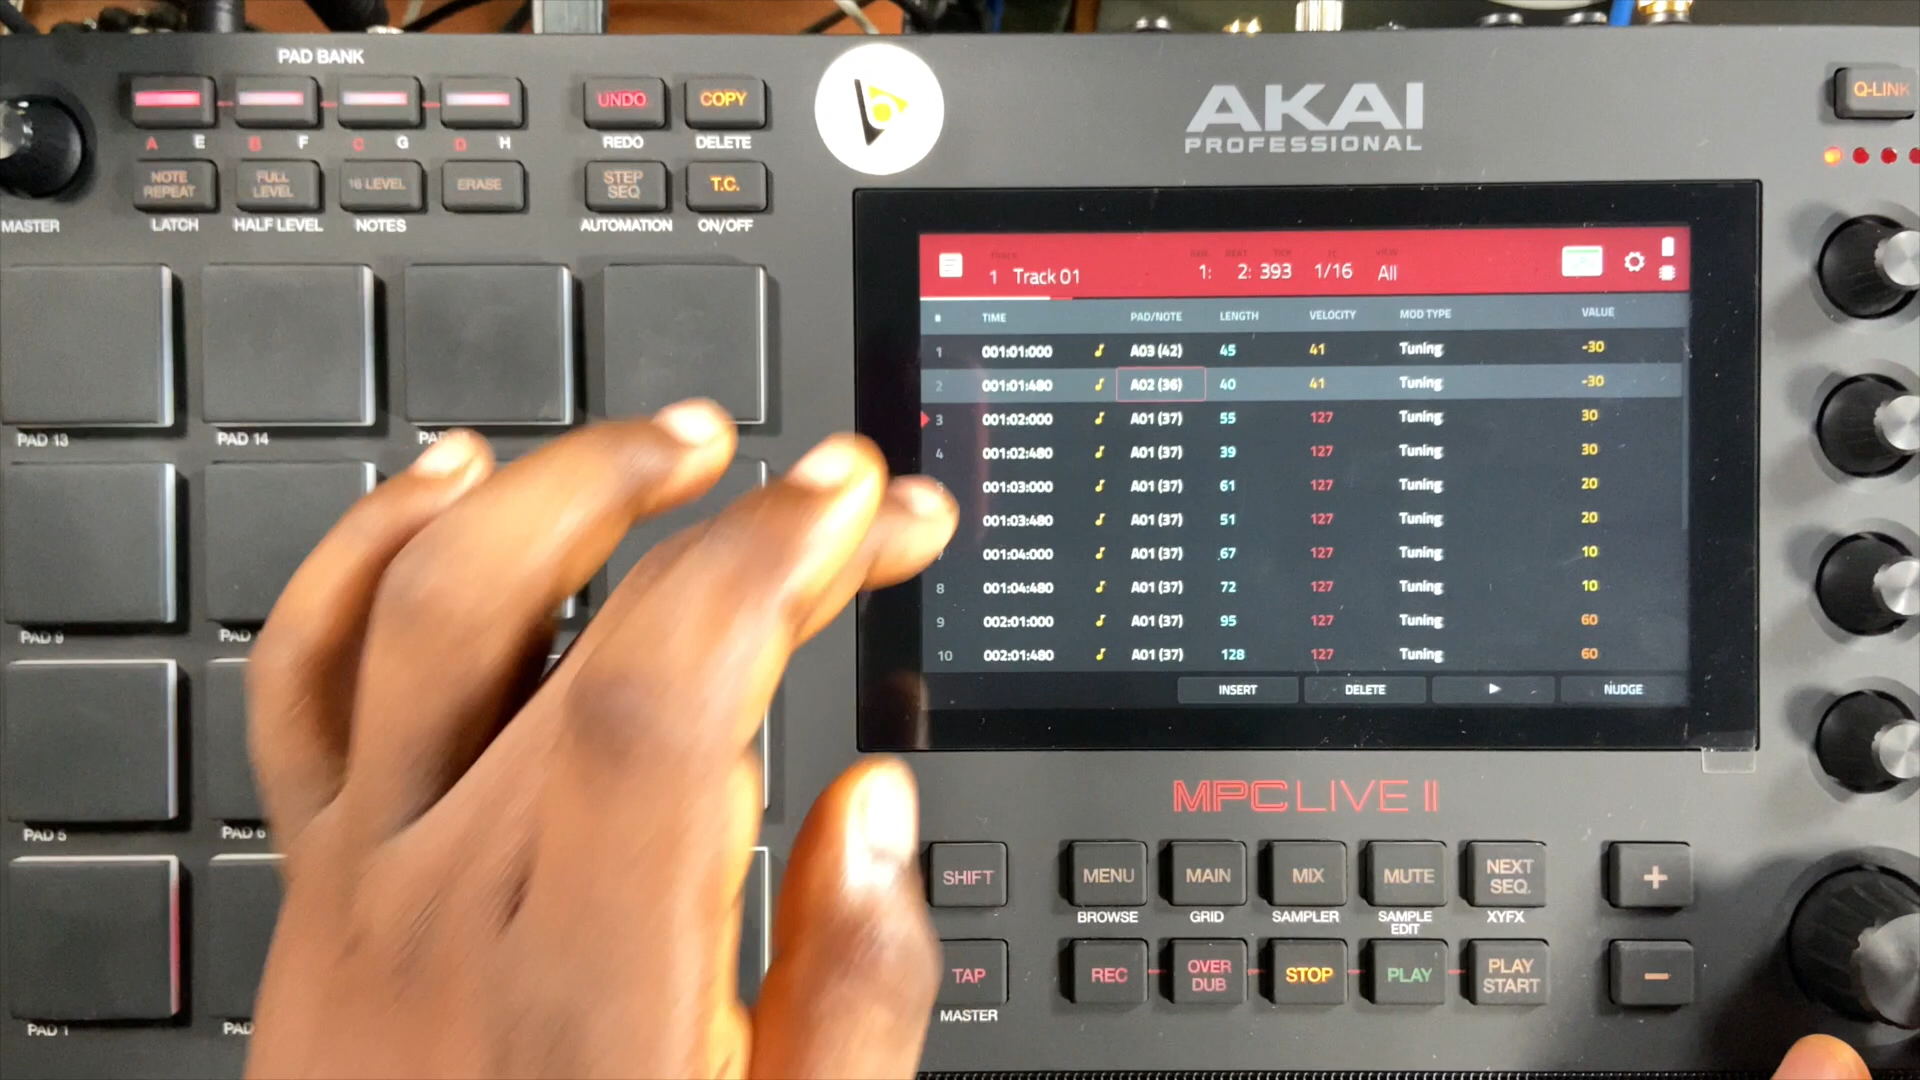 PAD BANK
A E B F C G D H
NOTE REPEAT
FULL LEVEL
16 LEVEL
ERASE
LATCH
HALF LEVEL
NOTES
UNDO
COPY
REDO
DELETE
STEP SEQ
T.C.
AUTOMATION
ON/OFF
MASTER
AKAI
PROFESSIONAL
Q-LINK
PAD 13
PAD 14
PAD 9
PAD 5
PAD 6
PAD 1
TRACK
1 Track 01
1: 2: 393 1/16 All
# TIME PAD/NOTE LENGTH VELOCITY MOD TYPE VALUE
1 001:01:000 A03 (42) 45 41 Tuning -30
2 001:01:480 A02 (36) 40 41 Tuning -30
3 001:02:000 A01 (37) 55 127 Tuning 30
4 001:02:480 A01 (37) 39 127 Tuning 30
001:03:000 A01 (37) 61 127 Tuning 20
001:03:480 A01 (37) 51 127 Tuning 20
001:04:000 A01 (37) 67 127 Tuning 10
8 001:04:480 A01 (37) 72 127 Tuning 10
9 002:01:000 A01 (37) 95 127 Tuning 60
10 002:01:480 A01 (37) 128 127 Tuning 60
INSERT DELETE NUDGE
MPC LIVE II
SHIFT
MENU MAIN MIX MUTE NEXT SEQ.
+
BROWSE GRID SAMPLER SAMPLE EDIT XYFX
TAP
REC OVER DUB STOP PLAY PLAY START
−
MASTER